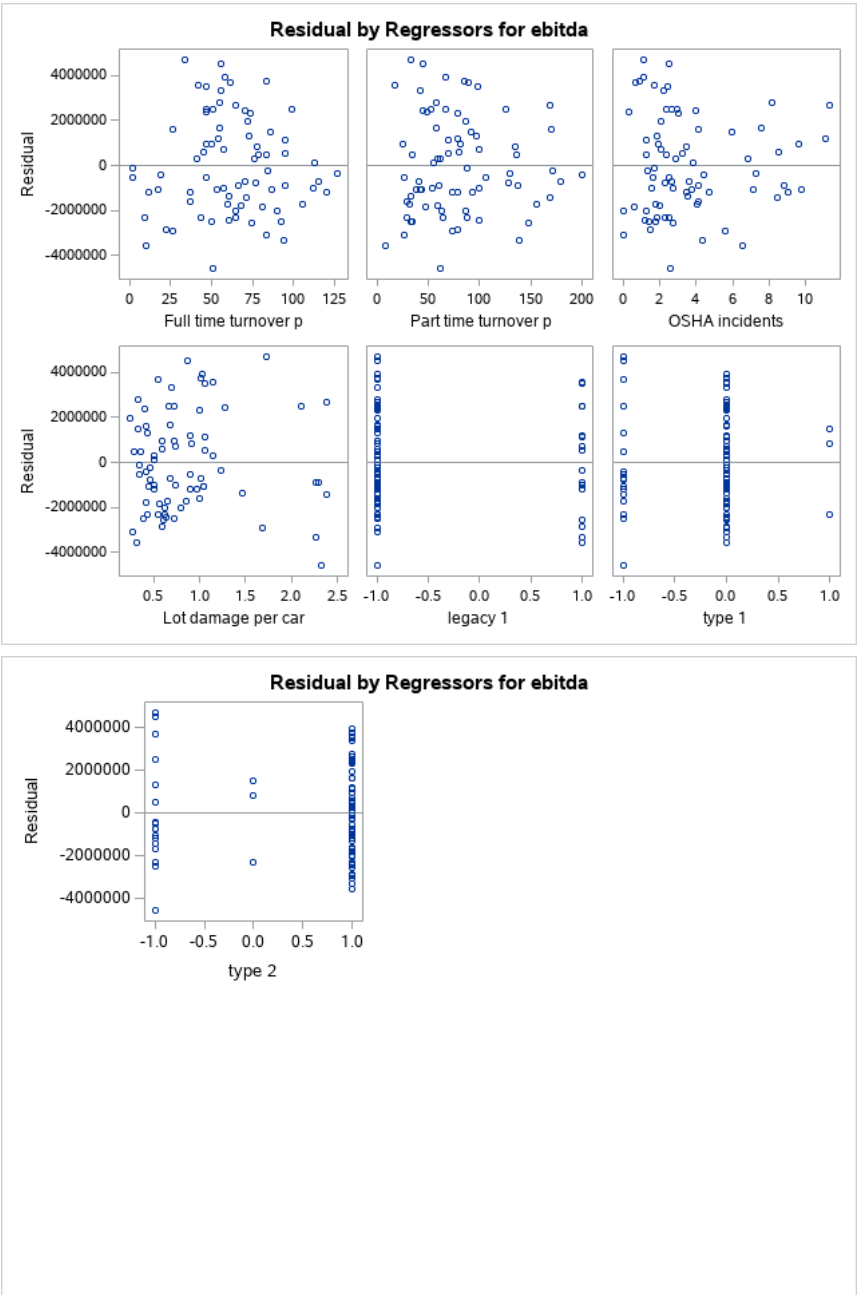 Residual by Regressors for ebitda
Residual
4000000
2000000
0
-2000000
-4000000
0 25 50 75 100 125
Full time turnover p
0 50 100 150 200
Part time turnover p
0 2 4 6 8 10
OSHA incidents
Residual
4000000
2000000
0
-2000000
-4000000
0.5 1.0 1.5 2.0 2.5
Lot damage per car
-1.0 -0.5 0.0 0.5 1.0
legacy 1
-1.0 -0.5 0.0 0.5 1.0
type 1
Residual by Regressors for ebitda
Residual
4000000
2000000
0
-2000000
-4000000
-1.0 -0.5 0.0 0.5 1.0
type 2